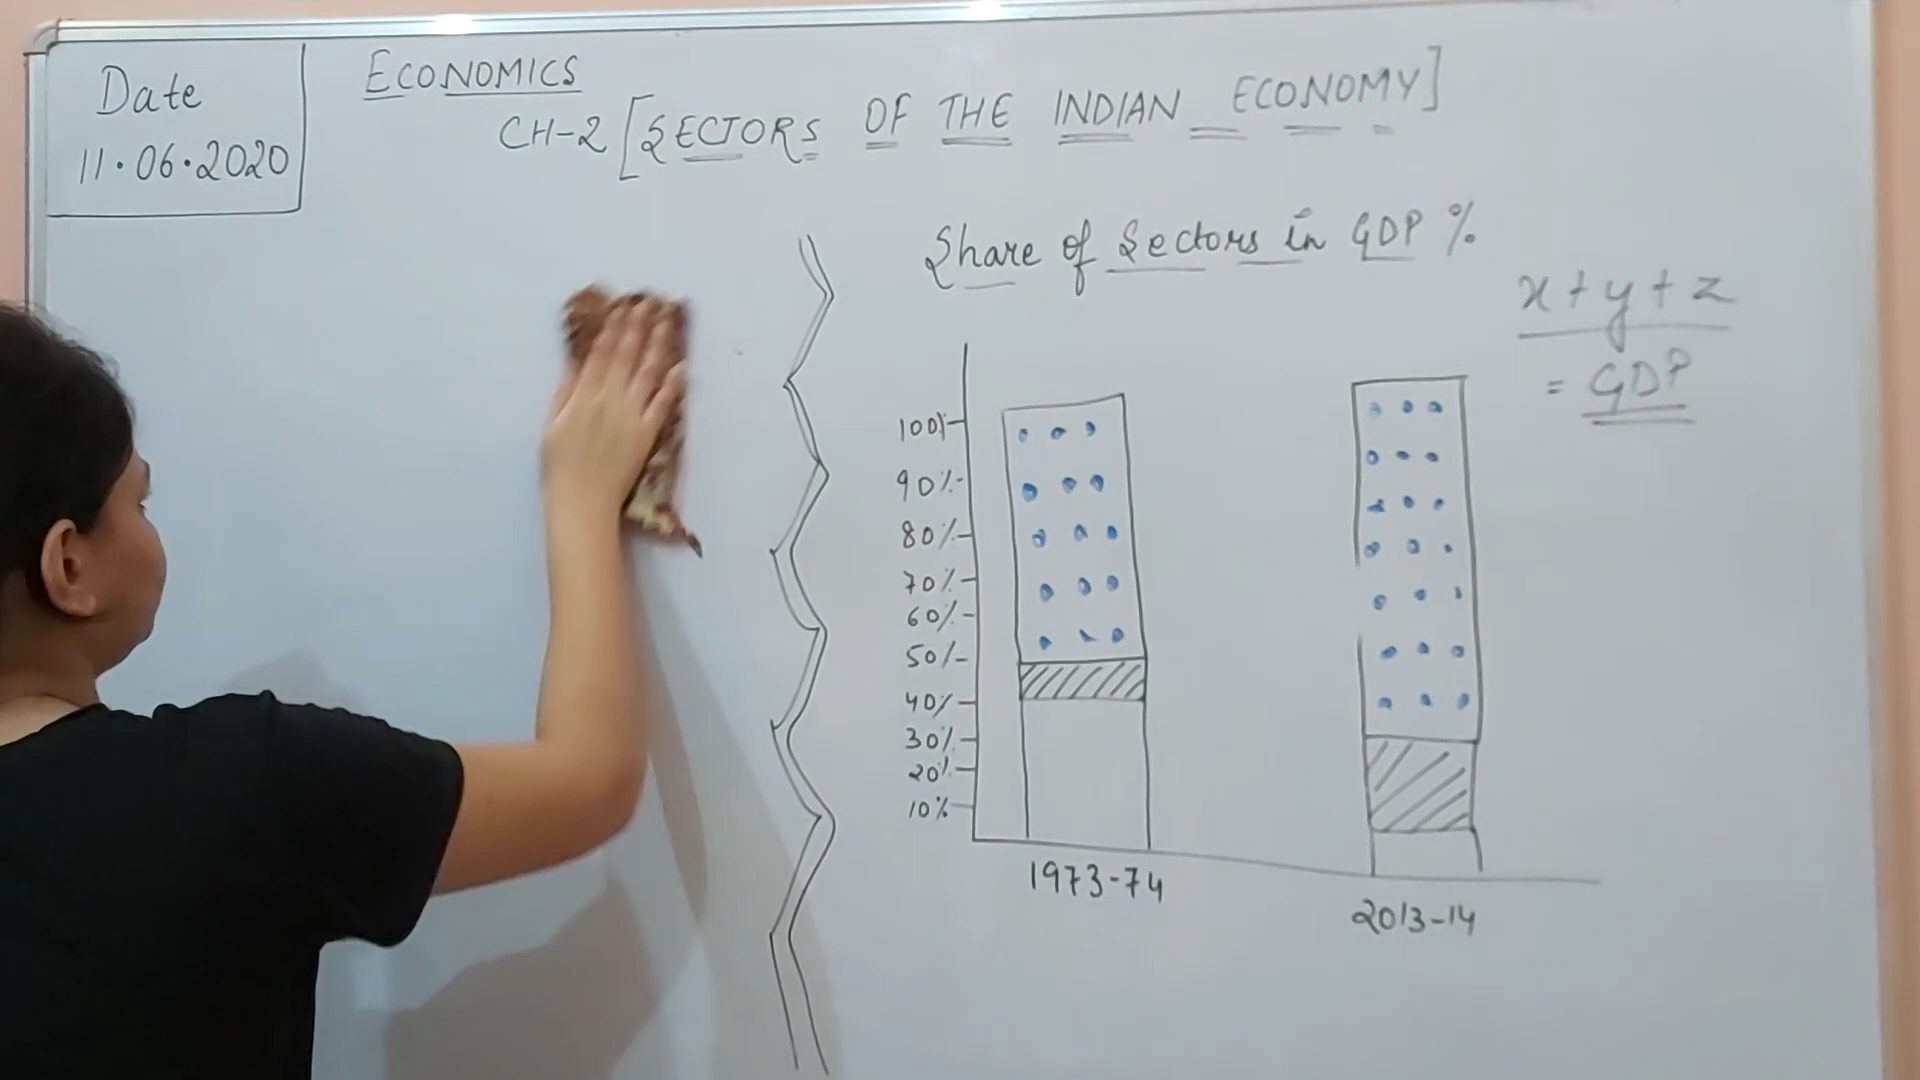 Date
11.06.2020
ECONOMICS
CH-2 [SECTORS OF THE INDIAN ECONOMY]
Share of Sectors in GDP %
x+y+z
= GDP
100%
90%
80%
70%
60%
50%
40%
30%
20%
10%
1973-74
2013-14